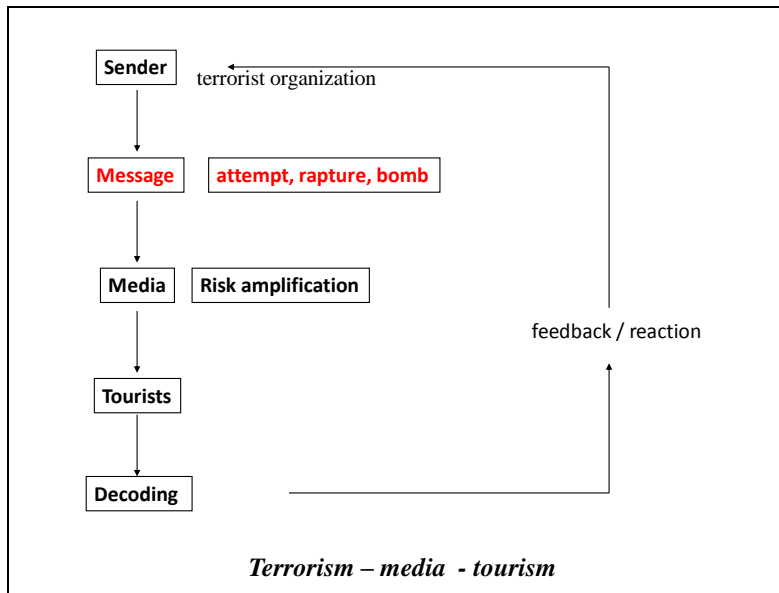 Sender
terrorist organization
Message attempt, rapture, bomb
Media Risk amplification
feedback / reaction
Tourists
Decoding
Terrorism – media - tourism